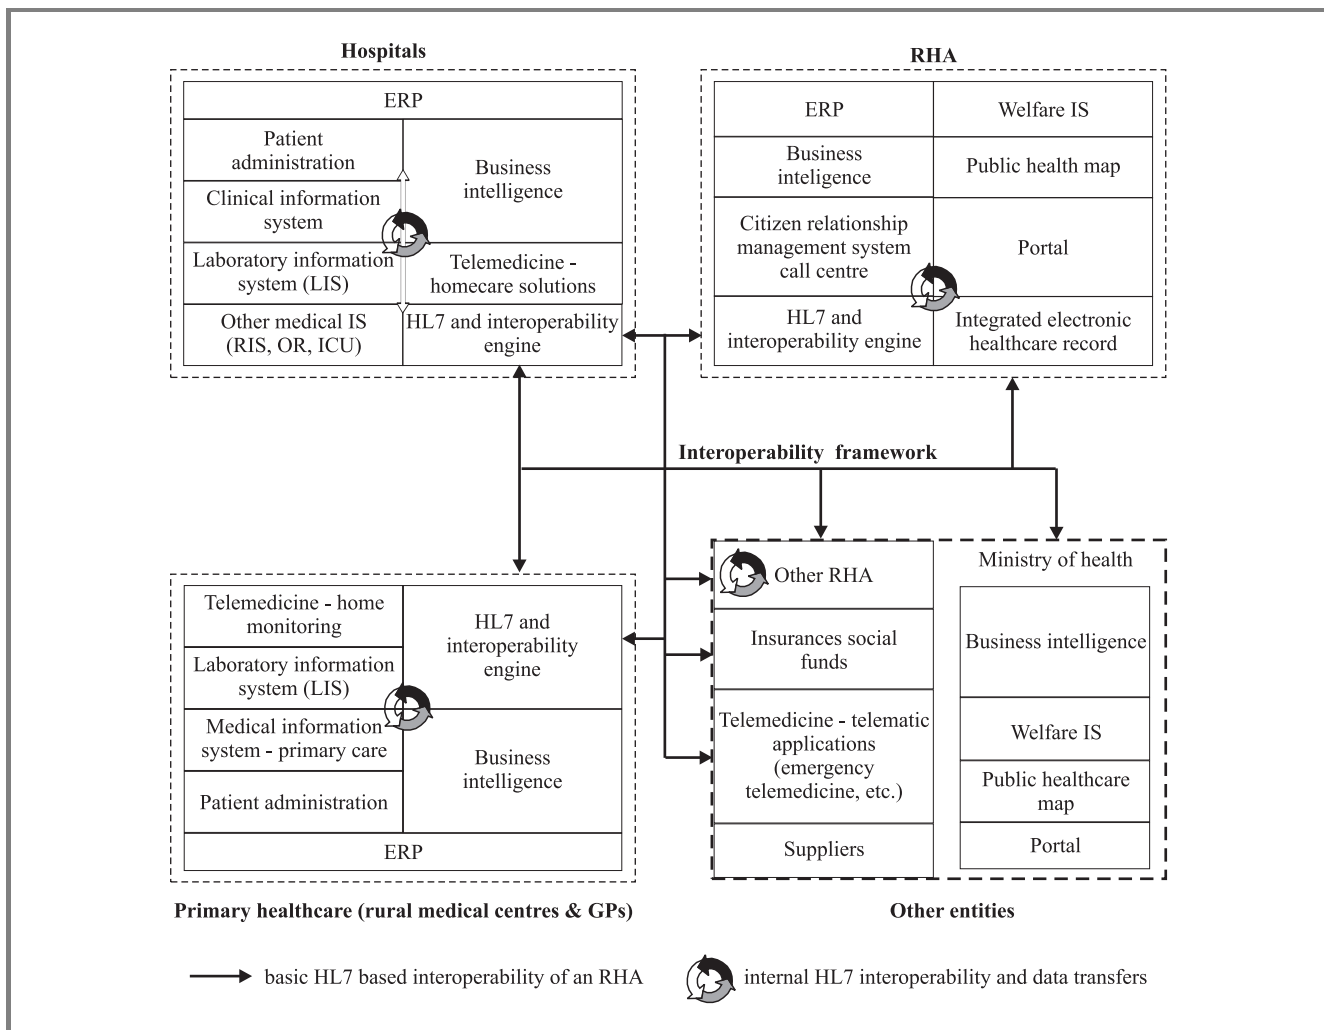 Hospitals
ERP
Patient
administration
Business
intelligence
Clinical information
system
Laboratory information
system (LIS)
Telemedicine -
homecare solutions
Other medical IS
(RIS, OR, ICU)
HL7 and interoperability
engine
RHA
ERP
Welfare IS
Business
inteligence
Public health map
Citizen relationship
management system
call centre
Portal
HL7 and
interoperability engine
Integrated electronic
healthcare record
Interoperability framework
Telemedicine - home
monitoring
HL7 and
interoperability
engine
Laboratory information
system (LIS)
Medical information
system - primary care
Business
intelligence
Patient administration
ERP
Primary healthcare (rural medical centres & GPs)
Other RHA
Insurances social
funds
Telemedicine - telematic
applications
(emergency
telemedicine, etc.)
Suppliers
Ministry of health
Business intelligence
Welfare IS
Public healthcare
map
Portal
Other entities
basic HL7 based interoperability of an RHA
internal HL7 interoperability and data transfers